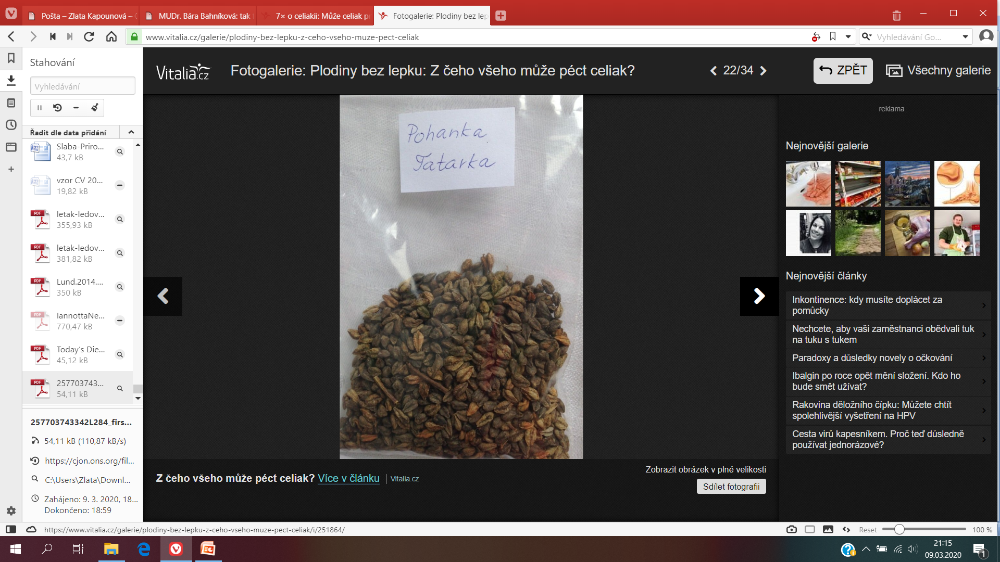 Pošta – Zlata Kapounová –
MUDr. Bára Bahníková: tak
7× o celiakii: Může celiak
Fotogalerie: Plodiny bez
www.vitalia.cz/galerie/plodiny-bez-lepku-z-ceho-vseho-muze-pect-celiak
Vyhledávání Go...
Stahování
Vyhledávání
Řadit dle data přidání
Slaba-Priro...
43,7 kB
vzor CV 20...
19,82 kB
letak-ledov...
355,93 kB
letak-ledov...
381,82 kB
Lund.2014....
350 kB
IannottaNe...
770,47 kB
Today’s Die...
45,12 kB
257703743...
54,11 kB
257703743342L284_firs...
54,11 kB (110,87 kB/s)
https://cjon.ons.org/fil...
C:\Users\Zlata\Downl...
Zahájeno: 9. 3. 2020, 18...
Dokončeno: 18:59
Vitalia.cz
Fotogalerie: Plodiny bez lepku: Z čeho všeho může péct celiak?
22/34
ZPĚT
Všechny galerie
Pohanka
Tatarka
Z čeho všeho může péct celiak? Více v článku | Vitalia.cz
Zobrazit obrázek v plné velikosti
Sdílet fotografii
reklama
Nejnovější galerie
Nejnovější články
Inkontinence: kdy musíte doplácet za
pomůcky
Nechcete, aby vaši zaměstnanci obědvali tuk
na tuku s tukem
Paradoxy a důsledky novely o očkování
Ibalgin po roce opět mění složení. Kdo ho
bude smět užívat?
Rakovina děložního čípku: Můžete chtít
spolehlivější vyšetření na HPV
Cesta virů kapesníkem. Proč teď důsledně
používat jednorázové?
https://www.vitalia.cz/galerie/plodiny-bez-lepku-z-ceho-vseho-muze-pect-celiak/i/251864/
Reset
100 %
21:15
09.03.2020
1